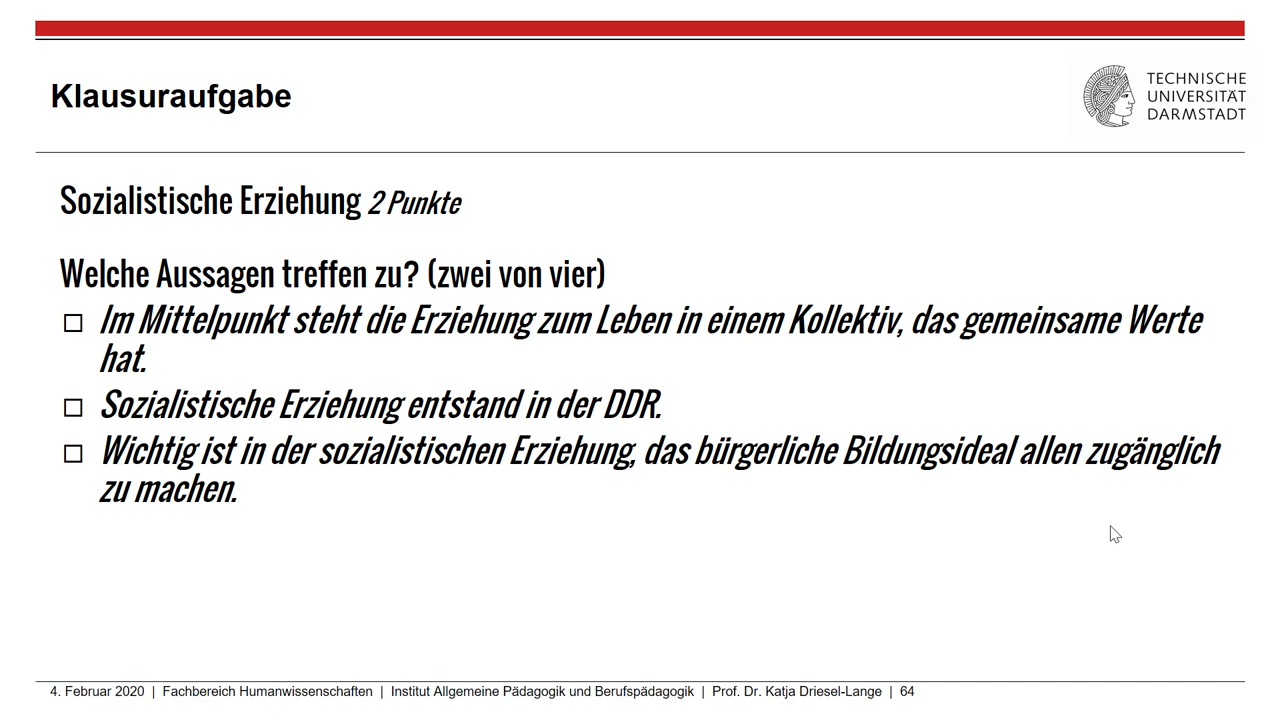 Klausuraufgabe
TECHNISCHE
UNIVERSITÄT
DARMSTADT
Sozialistische Erziehung 2 Punkte
Welche Aussagen treffen zu? (zwei von vier)
Im Mittelpunkt steht die Erziehung zum Leben in einem Kollektiv, das gemeinsame Werte
hat.
Sozialistische Erziehung entstand in der DDR.
Wichtig ist in der sozialistischen Erziehung, das bürgerliche Bildungsideal allen zugänglich
zu machen.
4. Februar 2020 | Fachbereich Humanwissenschaften | Institut Allgemeine Pädagogik und Berufspädagogik | Prof. Dr. Katja Driesel-Lange | 64